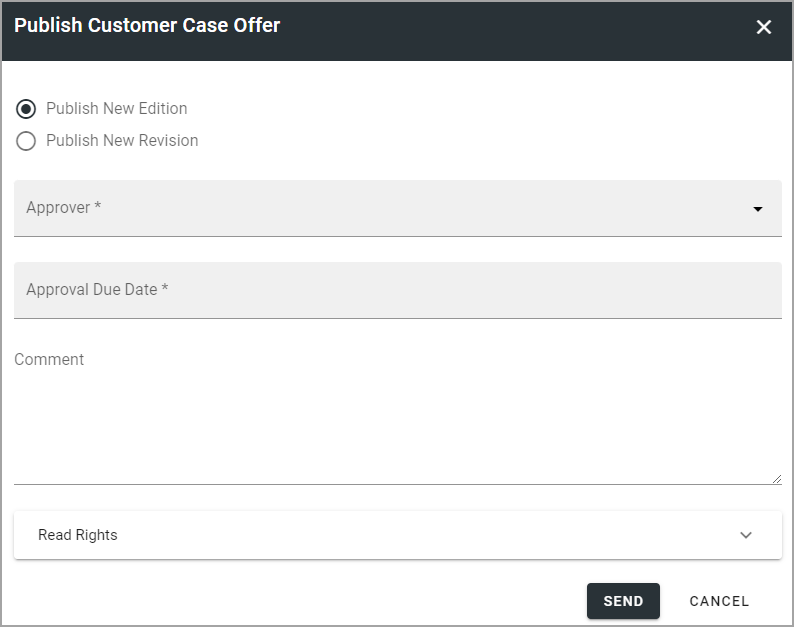 Publish Customer Case Offer
Publish New Edition
Publish New Revision
Approver *
Approval Due Date *
Comment
Read Rights
SEND CANCEL